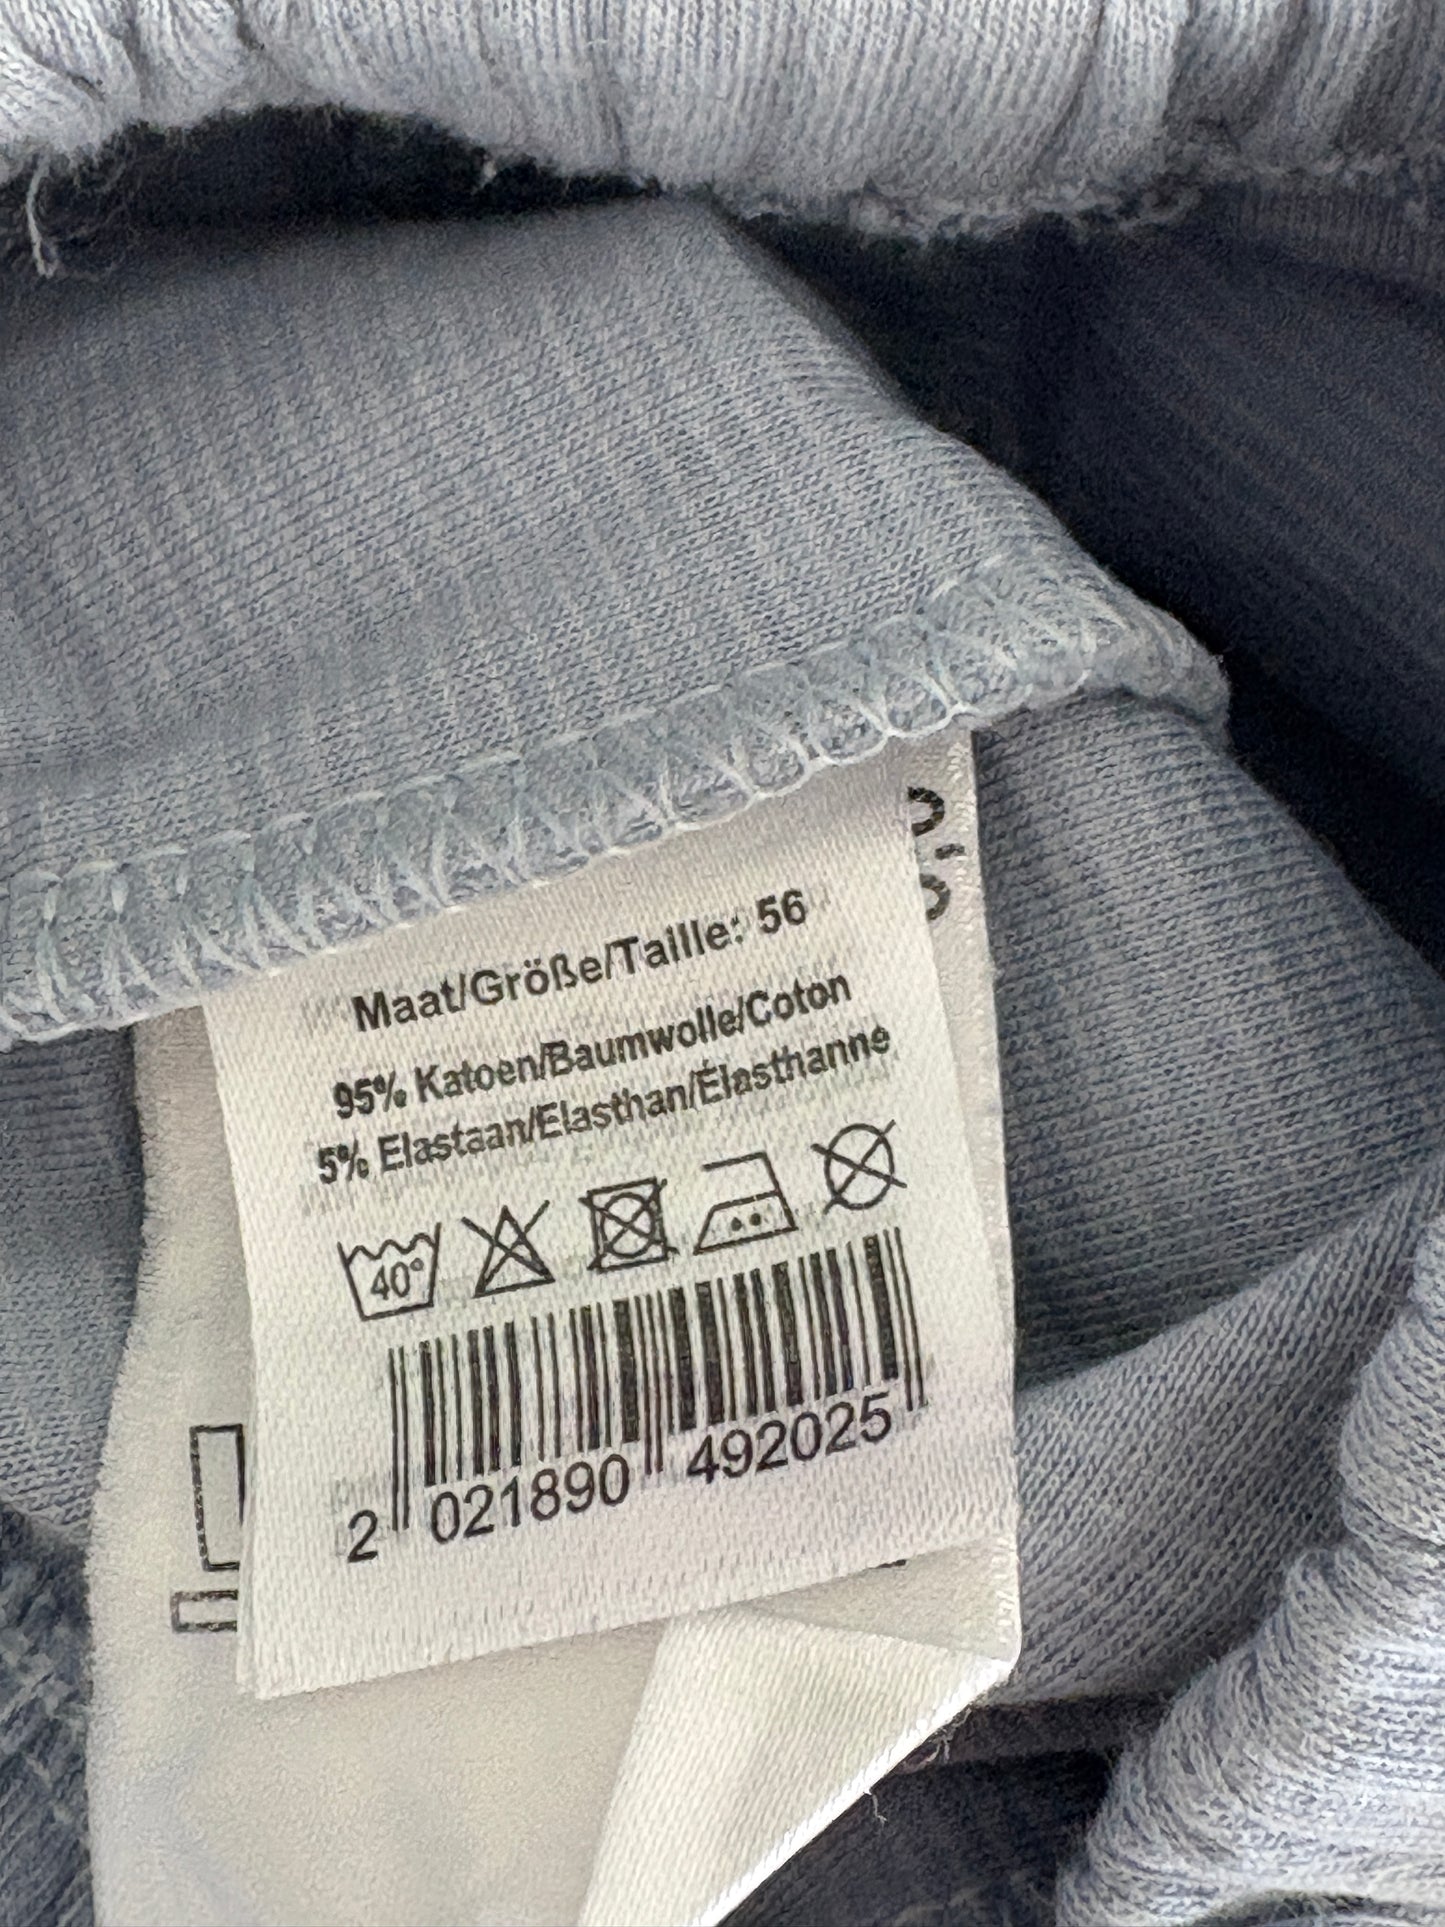 Maat/Größe/Taille: 56
95% Katoen/Baumwolle/Coton
5% Elastaan/Elasthan/Élasthanne
40°
2 021890 492025